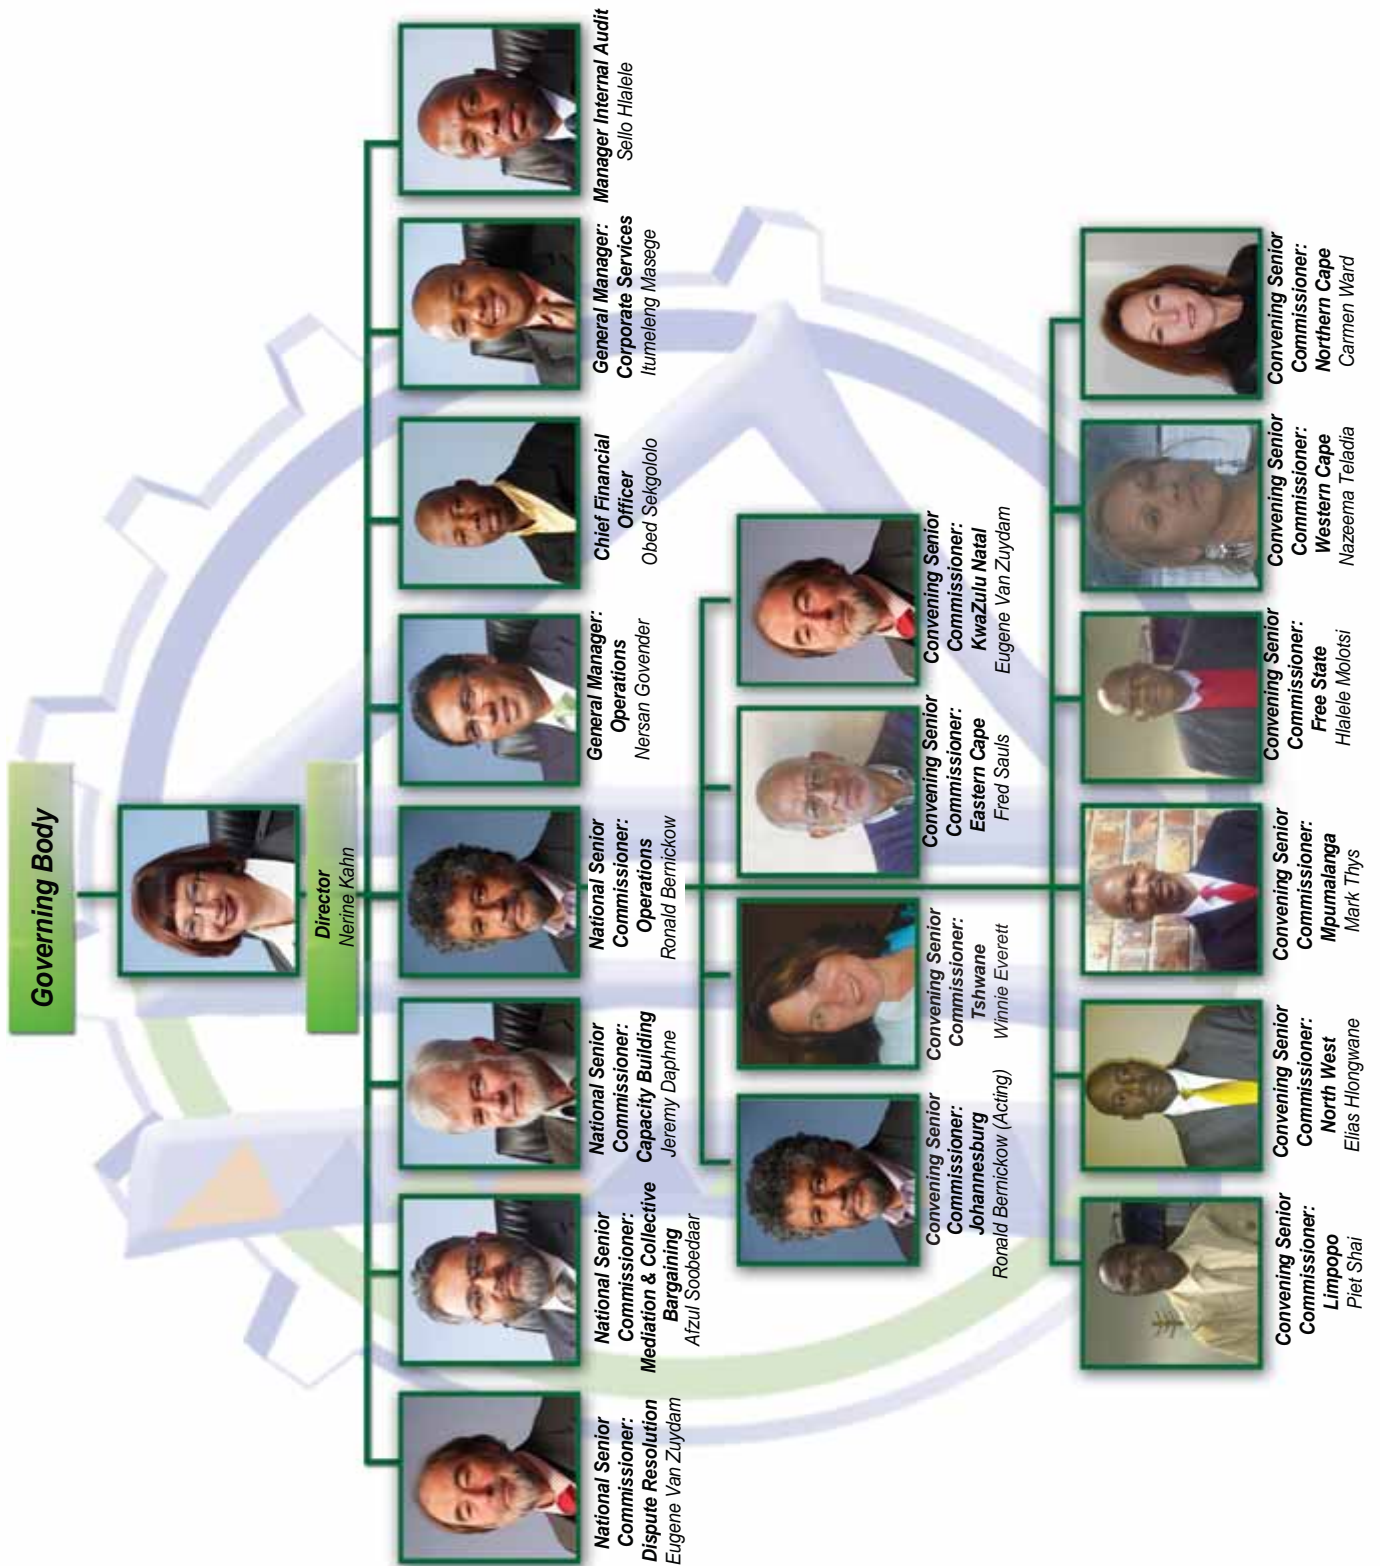 Governing Body
Director
Nerine Kahn
National Senior
Commissioner:
Dispute Resolution
Eugene Van Zuydam
National Senior
Commissioner:
Mediation & Collective
Bargaining
Afzul Soobedaar
National Senior
Commissioner:
Capacity Building
Jeremy Daphne
National Senior
Commissioner:
Operations
Ronald Bernickow
General Manager:
Operations
Nersan Govender
Chief Financial
Officer
Obed Sekgololo
General Manager:
Corporate Services
Itumeleng Masege
Manager Internal Audit
Sello Hlalele
Convening Senior
Commissioner:
Johannesburg
Ronald Bernickow (Acting)
Convening Senior
Commissioner:
Tshwane
Winnie Everett
Convening Senior
Commissioner:
Eastern Cape
Fred Sauls
Convening Senior
Commissioner:
KwaZulu Natal
Eugene Van Zuydam
Convening Senior
Commissioner:
Limpopo
Piet Shai
Convening Senior
Commissioner:
North West
Elias Hlongwane
Convening Senior
Commissioner:
Mpumalanga
Mark Thys
Convening Senior
Commissioner:
Free State
Hlalele Molotsi
Convening Senior
Commissioner:
Western Cape
Nazeema Teladia
Convening Senior
Commissioner:
Northern Cape
Carmen Ward